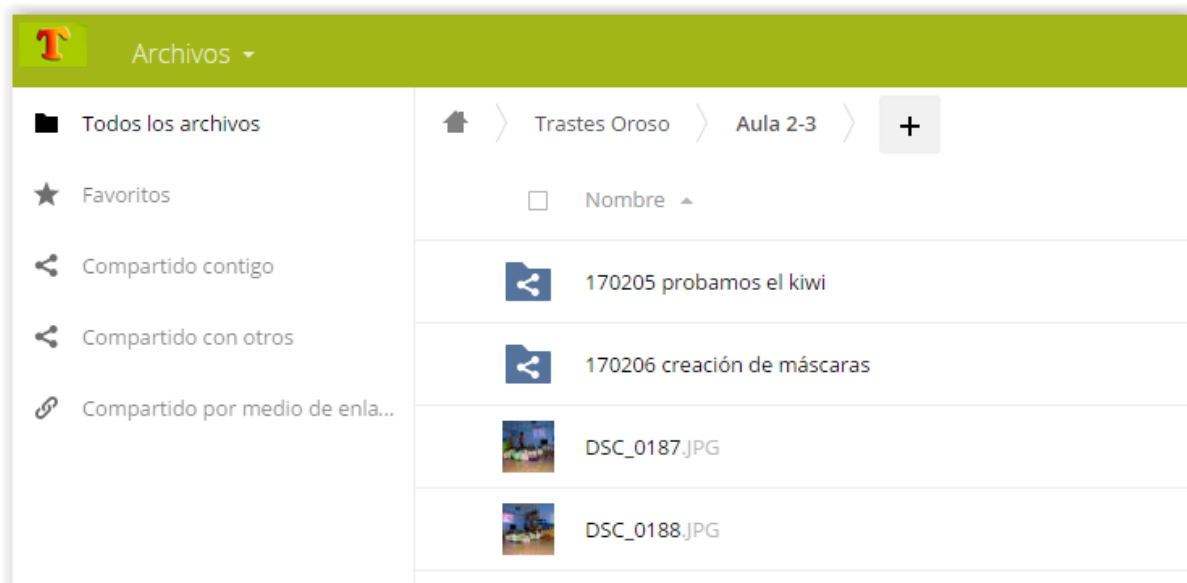 T
Archivos
Todos los archivos
Favoritos
Compartido contigo
Compartido con otros
Compartido por medio de enla...
Trastes Oroso
Aula 2-3
+
Nombre
170205 probamos el kiwi
170206 creación de máscaras
DSC_0187.JPG
DSC_0188.JPG